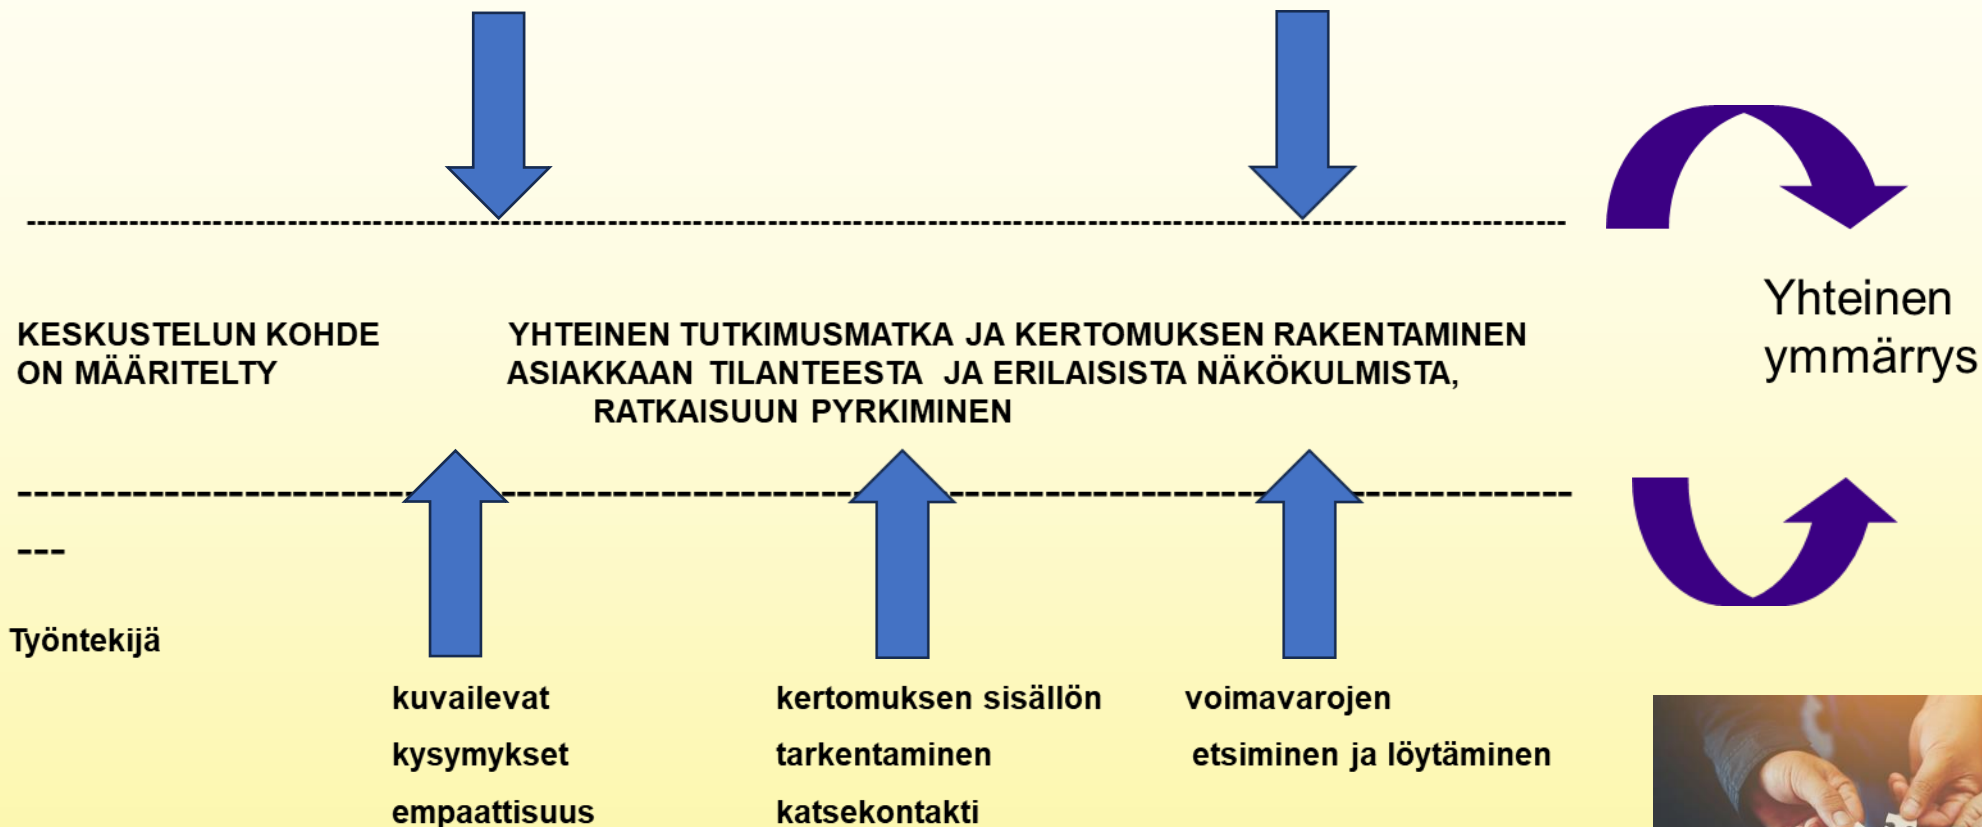 KESKUSTELUN KOHDE
ON MÄÄRITELTY
YHTEINEN TUTKIMUSMATKA JA KERTOMUKSEN RAKENTAMINEN
ASIAKKAAN TILANTEESTA JA ERILAISISTA NÄKÖKULMISTA,
RATKAISUUN PYRKIMINEN
Yhteinen
ymmärrys
Työntekijä
kuvailevat
kysymykset
empaattisuus
kertomuksen sisällön
tarkentaminen
katsekontakti
voimavarojen
etsiminen ja löytäminen